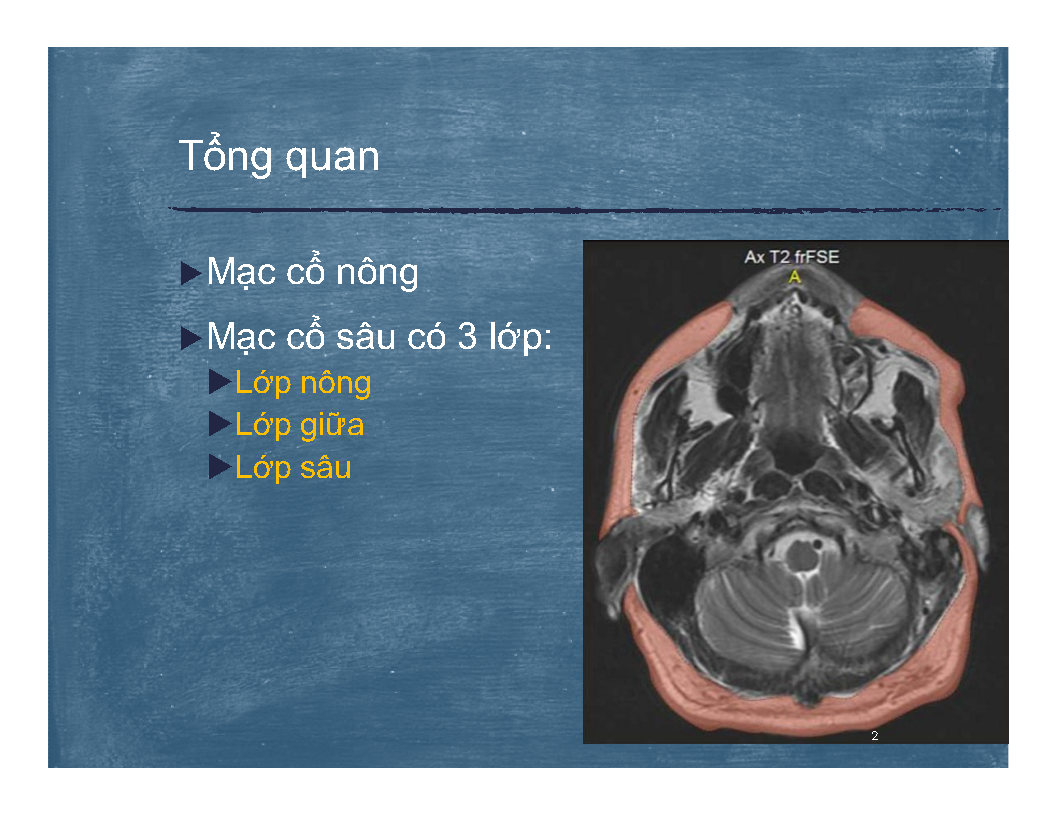 Tổng quan
Mạc cổ nông
Mạc cổ sâu có 3 lớp:
Lớp nông
Lớp giữa
Lớp sâu
Ax T2 frFSE
A
2